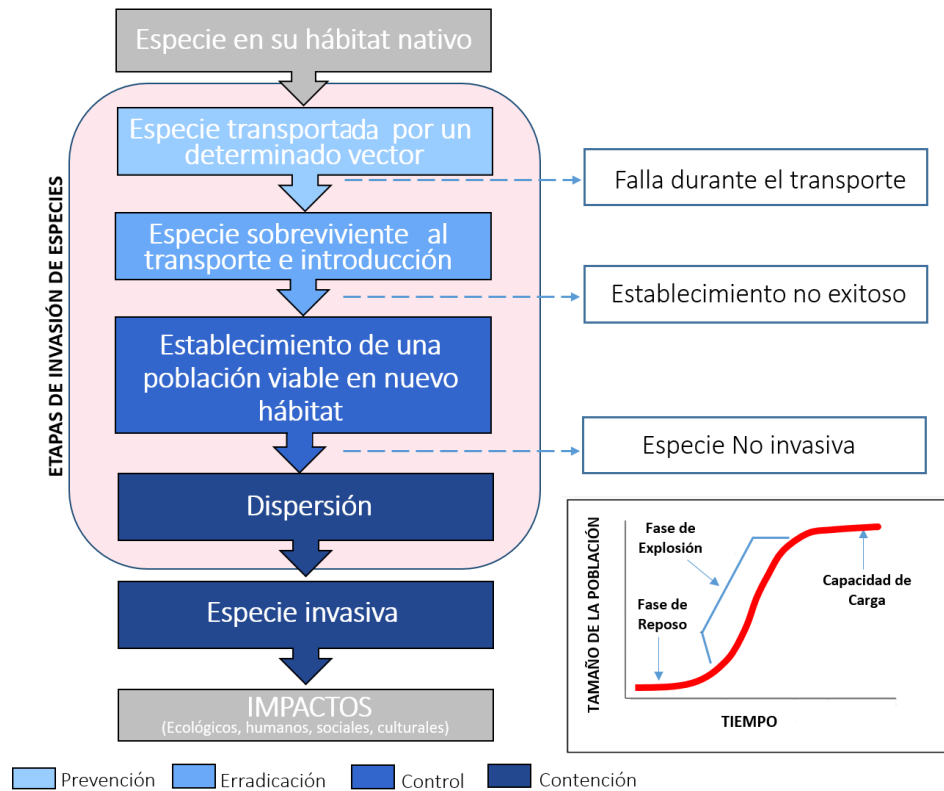 Especie en su hábitat nativo
Especie transportada por un
determinado vector
Falla durante el transporte
Especie sobreviviente al
transporte e introducción
Establecimiento no exitoso
Establecimiento de una
población viable en nuevo
hábitat
Especie No invasiva
Dispersión
Especie invasiva
IMPACTOS
(Ecológicos, humanos, sociales, culturales)
ETAPAS DE INVASIÓN DE ESPECIES
TAMAÑO DE LA POBLACIÓN
Fase de
Explosión
Fase de
Reposo
Capacidad de
Carga
TIEMPO
Prevención
Erradicación
Control
Contención